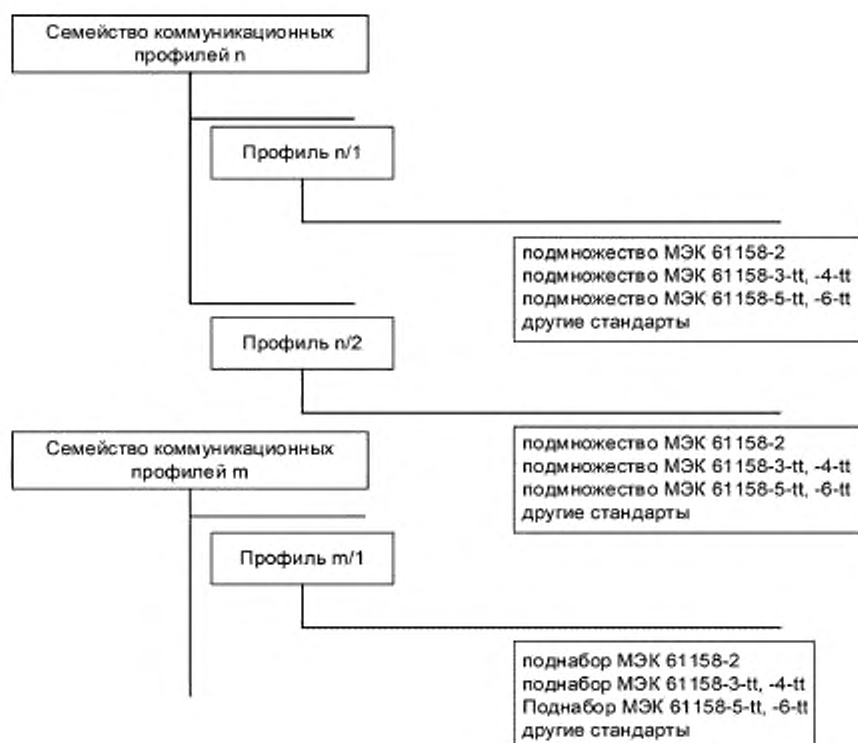 Семейство коммуникационных
профилей n
Профиль n/1
подмножество МЭК 61158-2
подмножество МЭК 61158-3-tt, -4-tt
подмножество МЭК 61158-5-tt, -6-tt
другие стандарты
Профиль n/2
подмножество МЭК 61158-2
подмножество МЭК 61158-3-tt, -4-tt
подмножество МЭК 61158-5-tt, -6-tt
другие стандарты
Семейство коммуникационных
профилей m
Профиль m/1
поднабор МЭК 61158-2
поднабор МЭК 61158-3-tt, -4-tt
Поднабор МЭК 61158-5-tt, -6-tt
другие стандарты